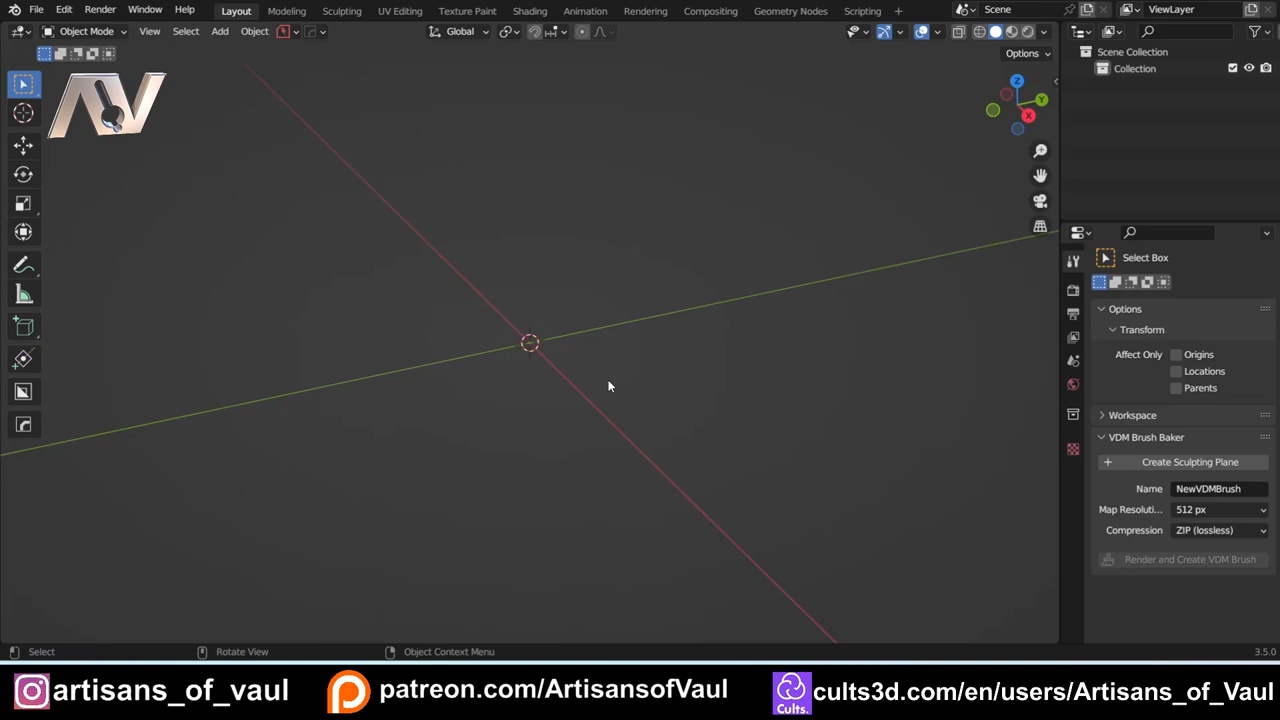 File Edit Render Window Help Layout Modeling Sculpting UV Editing Texture Paint Shading Animation Rendering Compositing Geometry Nodes Scripting + Scene ViewLayer
Object Mode View Select Add Object Global
Options
Scene Collection
Collection
AV
Z
Y
X
Select Box
Options
Transform
Affect Only Origins
Locations
Parents
Workspace
VDM Brush Baker
+ Create Sculpting Plane
Name NewVDMBrush
Map Resoluti... 512 px
Compression ZIP (lossless)
Render and Create VDM Brush
Select Rotate View Object Context Menu 3.5.0
artisans_of_vaul patreon.com/ArtisansofVaul Cults. cults3d.com/en/users/Artisans_of_Vaul